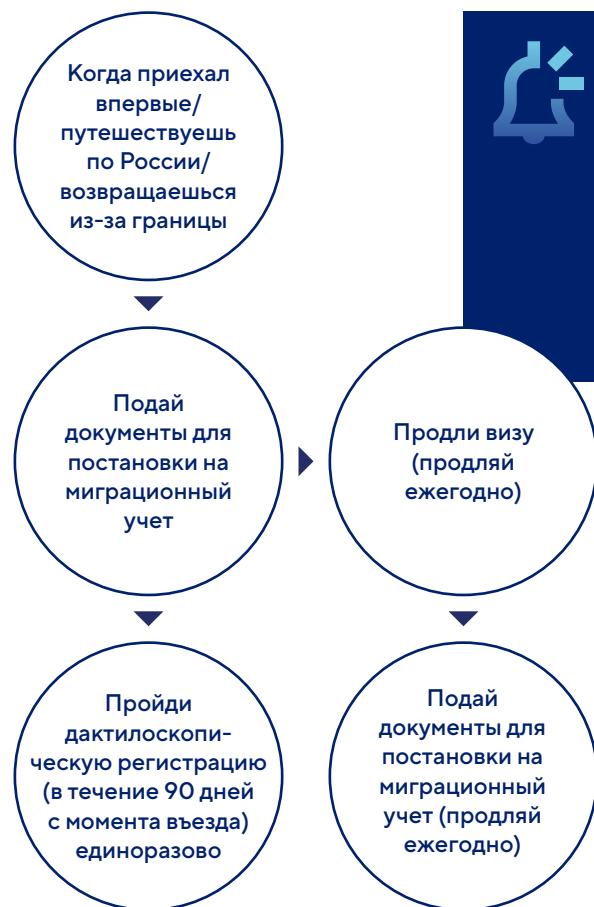 Когда приехал
впервые/
путешествуешь
по России/
возвращаешься
из-за границы
Подай
документы для
постановки на
миграционный
учет
Продли визу
(продляй
ежегодно)
Пройди
дактилоскопи-
ческую регистрацию
(в течение 90 дней
с момента въезда)
единоразово
Подай
документы для
постановки на
миграционный
учет (продляй
ежегодно)